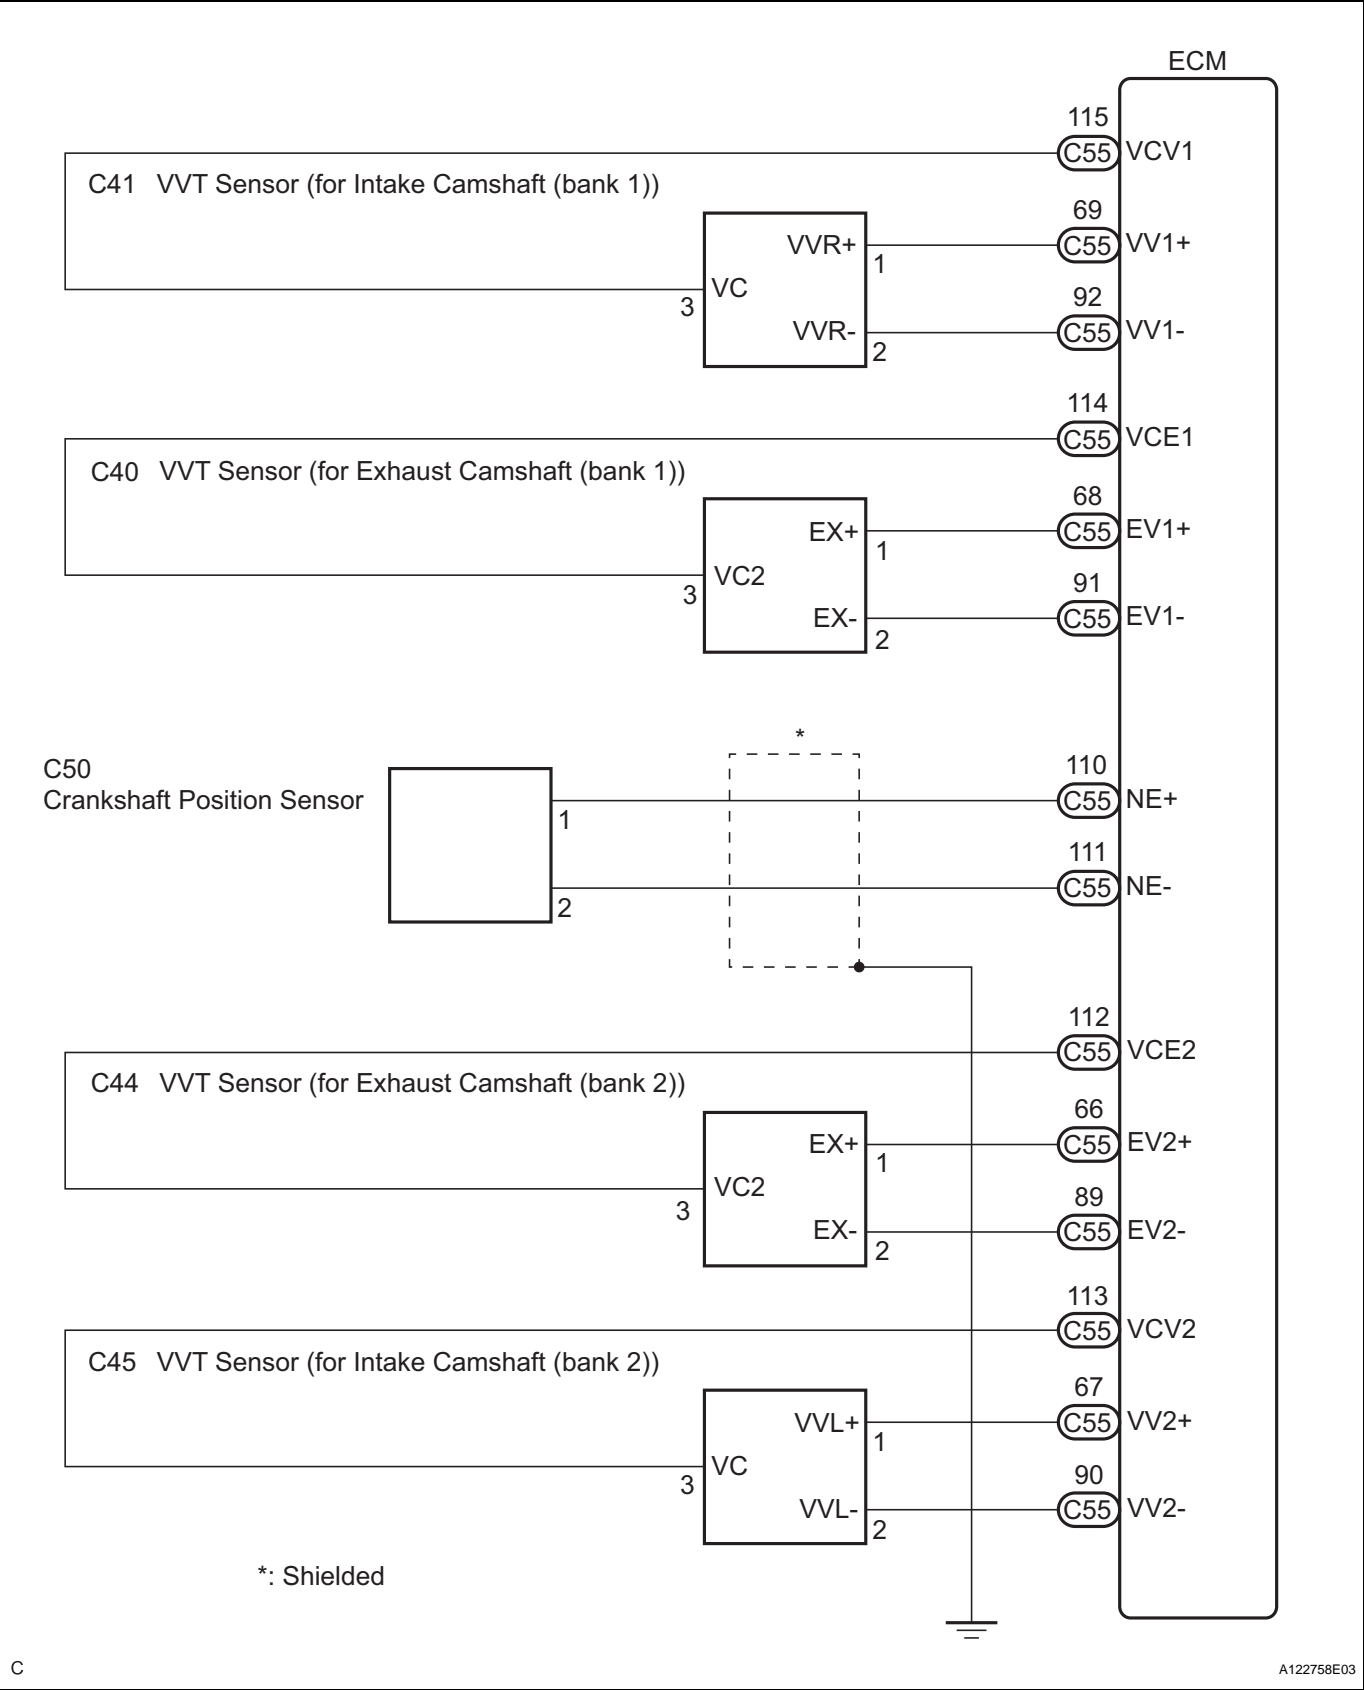 ECM
115
C55 VCV1
C41 VVT Sensor (for Intake Camshaft (bank 1))
69
VVR+ 1 C55 VV1+
3 VC
92
VVR- 2 C55 VV1-
114
C55 VCE1
C40 VVT Sensor (for Exhaust Camshaft (bank 1))
68
EX+ 1 C55 EV1+
3 VC2
91
EX- 2 C55 EV1-
*
C50
Crankshaft Position Sensor
110
1 C55 NE+
111
2 C55 NE-
112
C55 VCE2
C44 VVT Sensor (for Exhaust Camshaft (bank 2))
66
EX+ 1 C55 EV2+
3 VC2
89
EX- 2 C55 EV2-
113
C55 VCV2
C45 VVT Sensor (for Intake Camshaft (bank 2))
67
VVL+ 1 C55 VV2+
3 VC
90
VVL- 2 C55 VV2-
*: Shielded
C
A122758E03